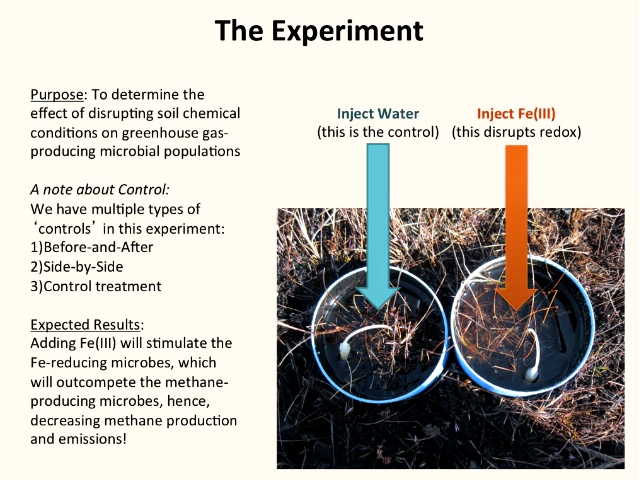 The Experiment
Purpose: To determine the
effect of disrupting soil chemical
conditions on greenhouse gas-
producing microbial populations
A note about Control:
We have multiple types of
‘controls’ in this experiment:
1)Before-and-After
2)Side-by-Side
3)Control treatment
Expected Results:
Adding Fe(III) will stimulate the
Fe-reducing microbes, which
will outcompete the methane-
producing microbes, hence,
decreasing methane production
and emissions!
Inject Water
(this is the control)
Inject Fe(III)
(this disrupts redox)